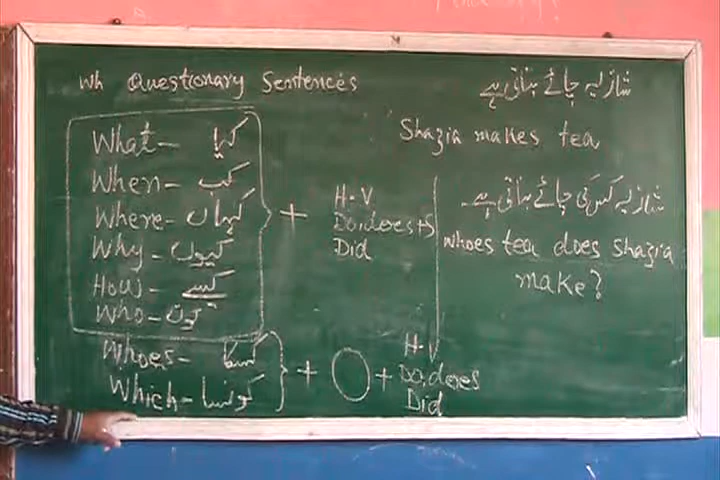 Wh Questionary Sentences
What - کیا
When - کب
Where - کہاں
Why - کیوں
How - کیسے
Who - کون
+
H-V
Do, does + S
Did
Whoes - کسکا
Which - کونسا
+ +
H-
Do, does
Did
شازیہ چائے بناتی ہے
Shazia makes tea
شازیہ کس کی چائے بناتی ہے
Whoes tea does Shazia
make?